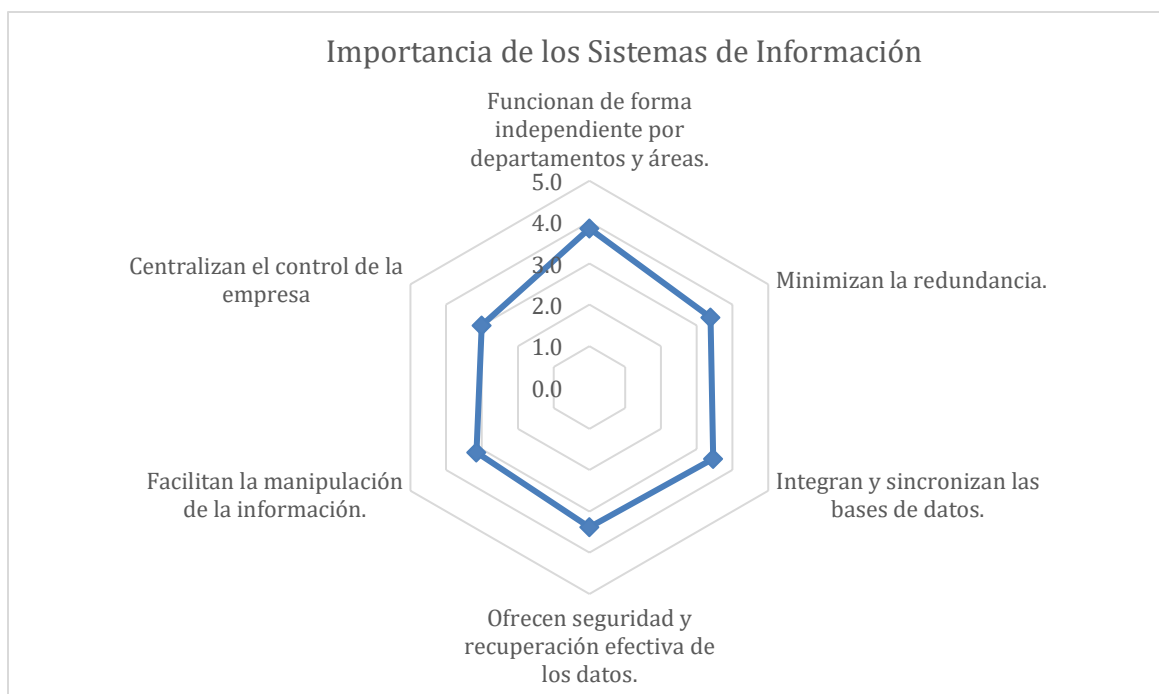 Importancia de los Sistemas de Información
Funcionan de forma
independiente por
departamentos y áreas.
5.0
4.0
3.0
2.0
1.0
0.0
Centralizan el control de la
empresa
Minimizan la redundancia.
Facilitan la manipulación
de la información.
Integran y sincronizan las
bases de datos.
Ofrecen seguridad y
recuperación efectiva de
los datos.